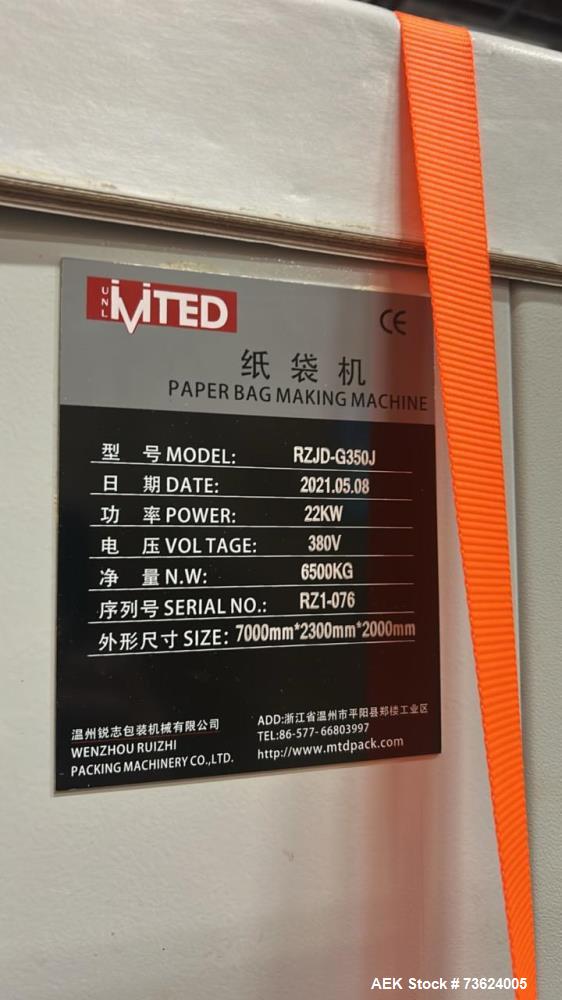 UNL iMTED
CE
纸袋机
PAPER BAG MAKING MACHINE
型 号 MODEL: RZJD-G350J
日 期 DATE: 2021.05.08
功 率 POWER: 22KW
电 压 VOL TAGE: 380V
净 量 N.W: 6500KG
序列号 SERIAL NO.: RZ1-076
外形尺寸 SIZE: 7000mm*2300mm*2000mm
温州锐志包装机械有限公司
WENZHOU RUIZHI
PACKING MACHINERY CO.,LTD.
ADD:浙江省温州市平阳县郑楼工业区
TEL:86-577- 66803997
http://www.mtdpack.com
AEK Stock # 73624005